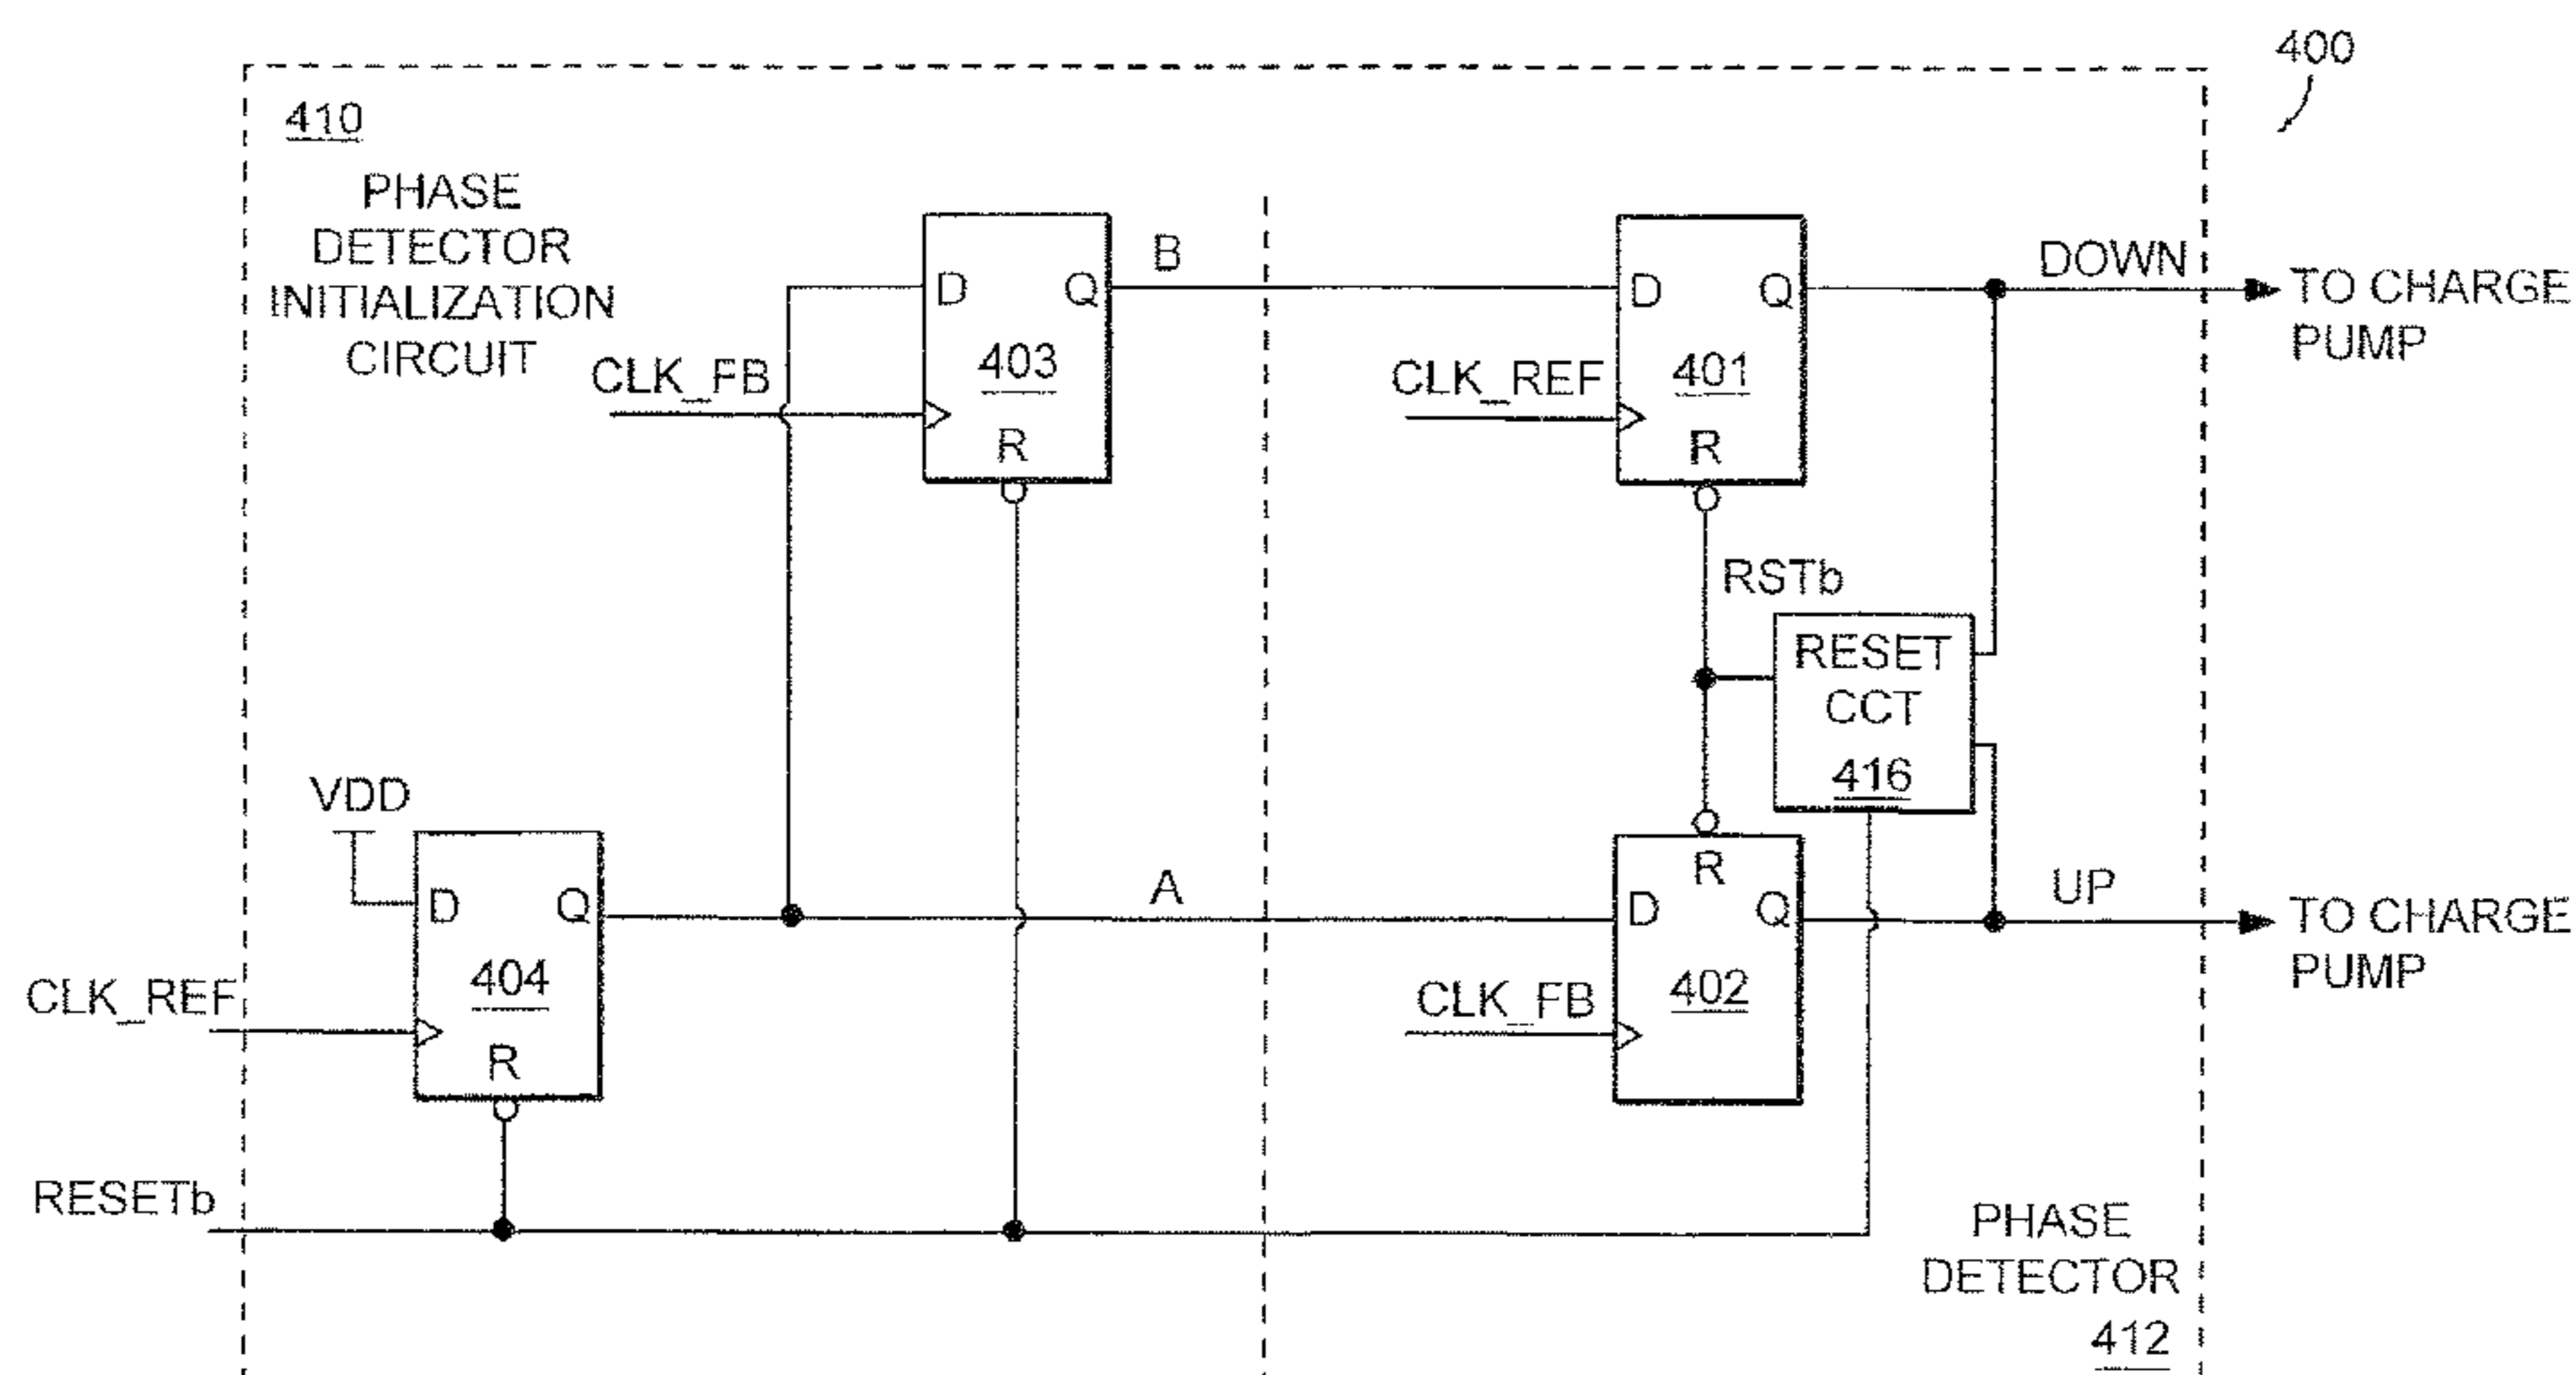 400
410
PHASE
DETECTOR
INITIALIZATION
CIRCUIT
CLK_FB
D
Q
403
R
B
CLK_REF
D
Q
401
R
DOWN
TO CHARGE
PUMP
RSTb
RESET
CCT
416
VDD
D
Q
404
R
CLK_REF
A
R
D
Q
402
CLK_FB
UP
TO CHARGE
PUMP
RESETb
PHASE
DETECTOR
412